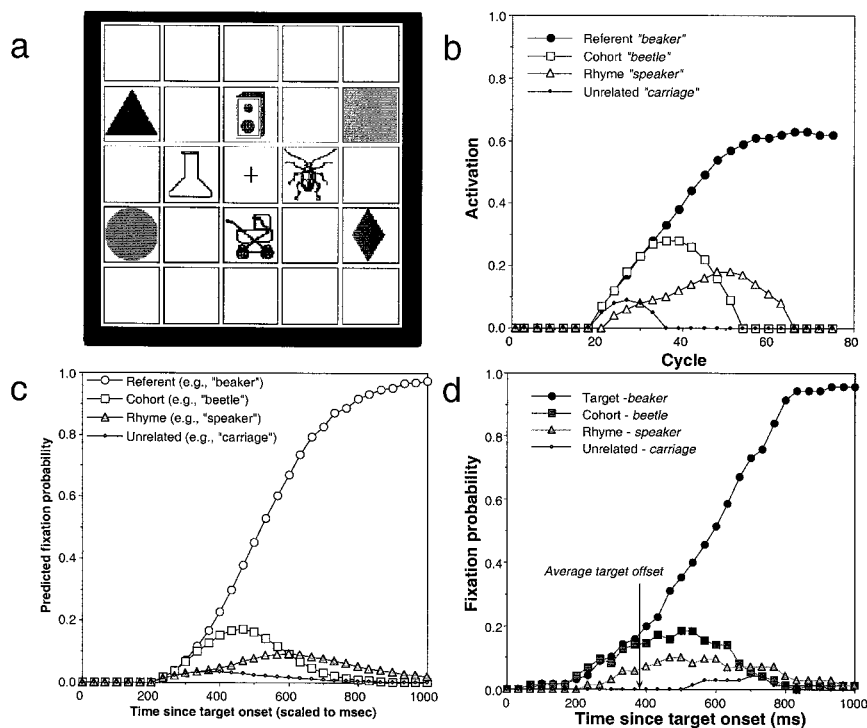 a
b
Referent "beaker"
Cohort "beetle"
Rhyme "speaker"
Unrelated "carriage"
Activation
1.0
0.8
0.6
0.4
0.2
0.0
0 20 40 60 80
Cycle
c
Referent (e.g., "beaker")
Cohort (e.g., "beetle")
Rhyme (e.g., "speaker")
Unrelated (e.g., "carriage")
Predicted fixation probability
1.0
0.8
0.6
0.4
0.2
0.0
0 200 400 600 800 1000
Time since target onset (scaled to msec)
d
Target - beaker
Cohort - beetle
Rhyme - speaker
Unrelated - carriage
Average target offset
Fixation probability
1.0
0.8
0.6
0.4
0.2
0.0
0 200 400 600 800 1000
Time since target onset (ms)